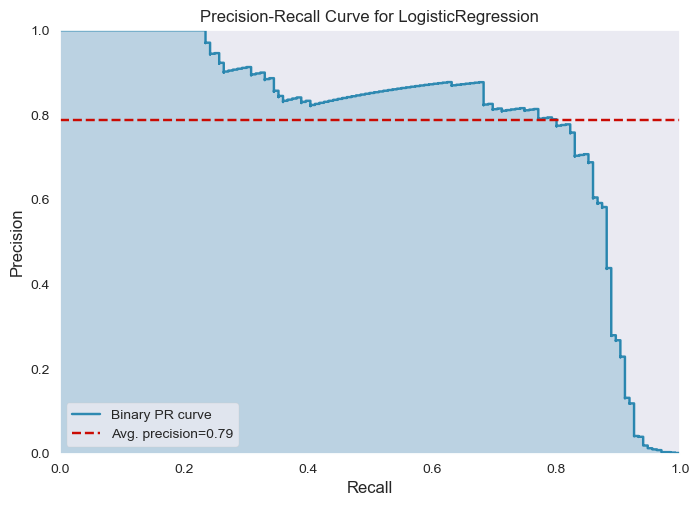 Precision-Recall Curve for LogisticRegression
1.0
0.8
0.6
0.4
0.2
0.0
Precision
Binary PR curve
Avg. precision=0.79
0.0 0.2 0.4 0.6 0.8 1.0
Recall